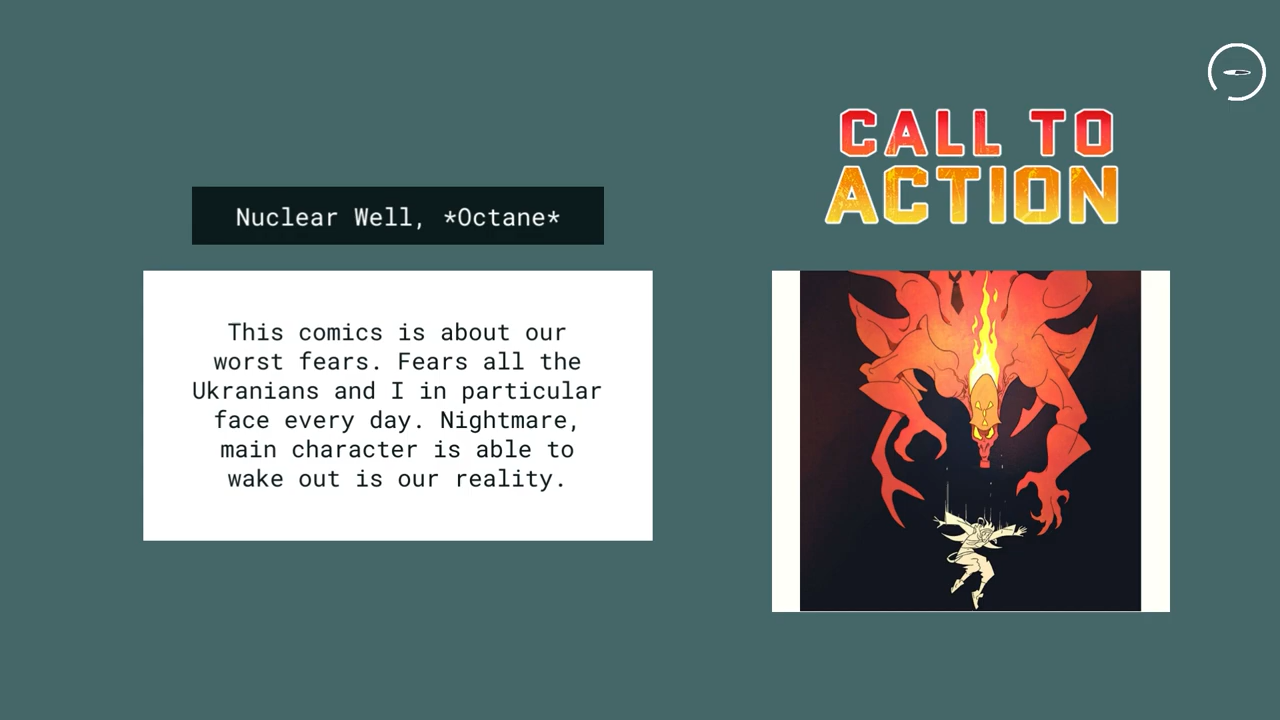 Nuclear Well, *Octane*
This comics is about our
worst fears. Fears all the
Ukranians and I in particular
face every day. Nightmare,
main character is able to
wake out is our reality.
CALL TO
ACTION